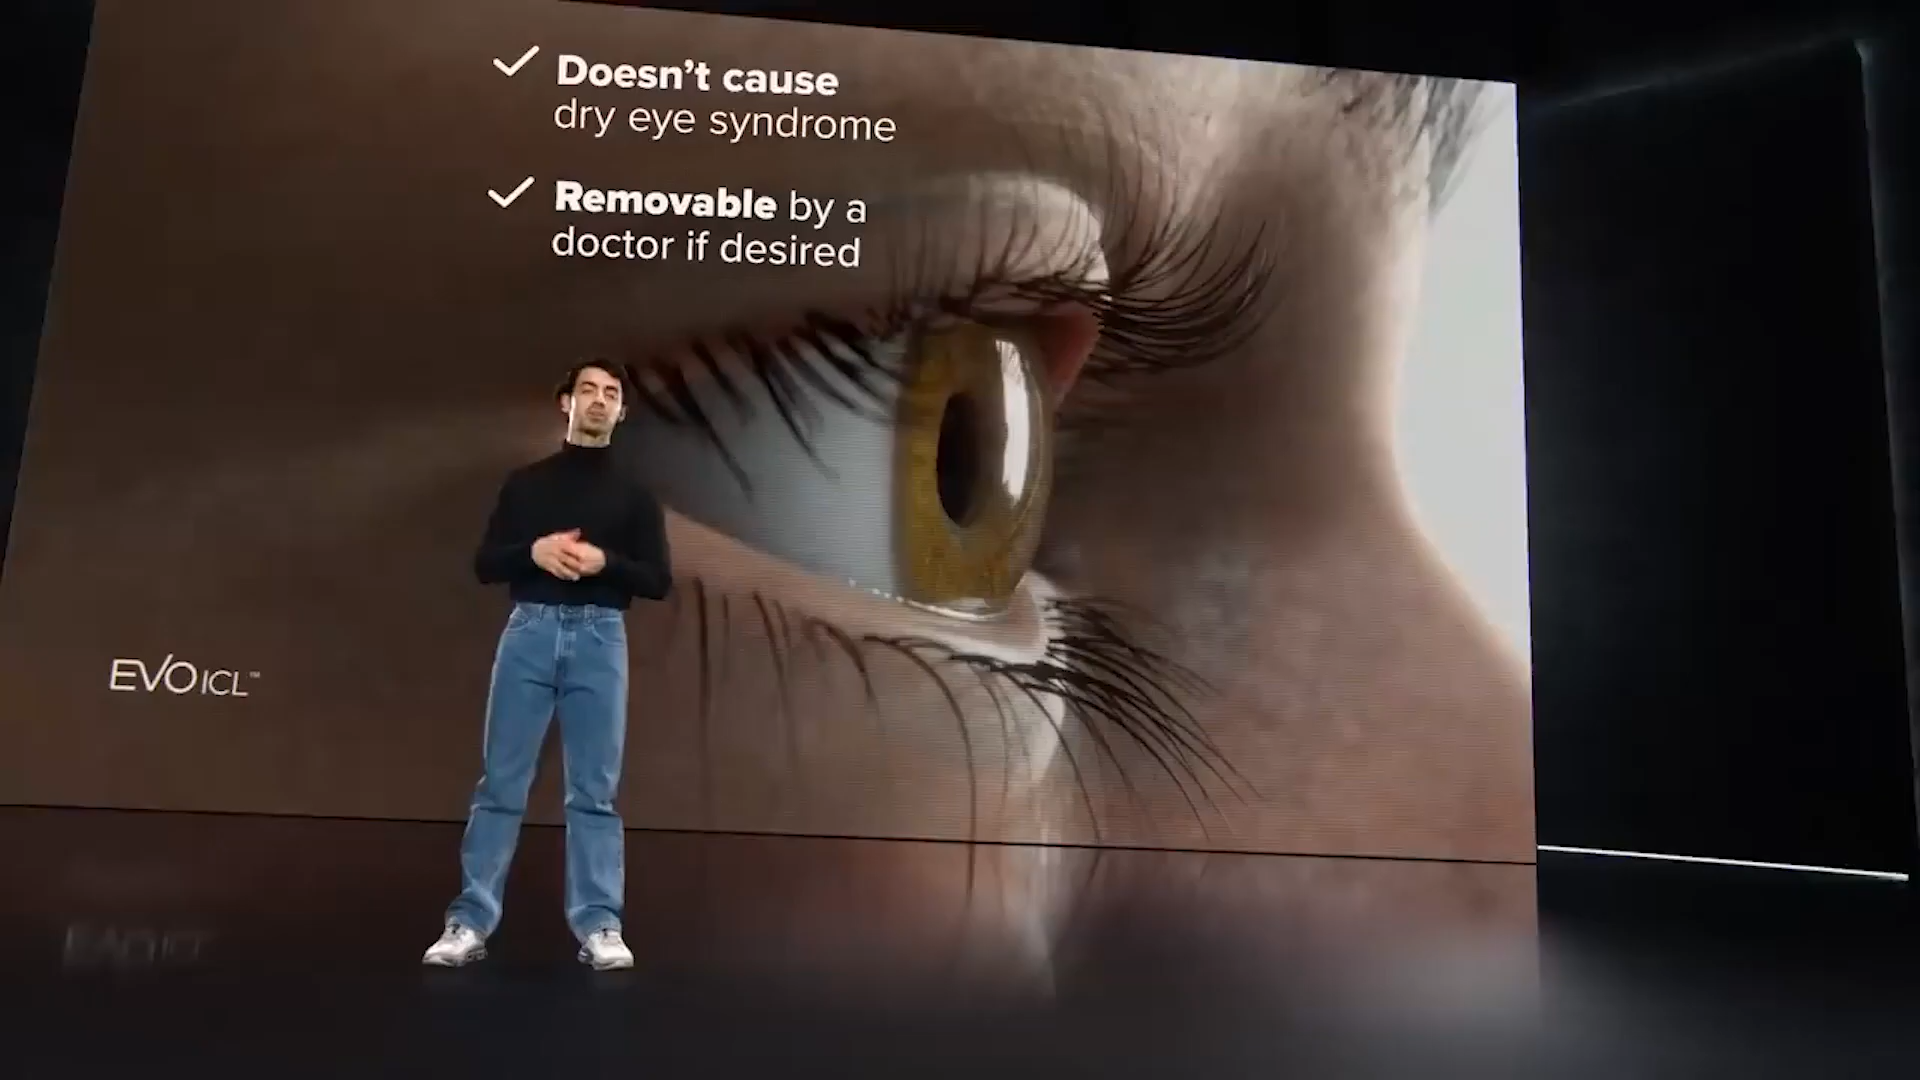 Doesn't cause
dry eye syndrome
Removable by a
doctor if desired
EVO ICL™